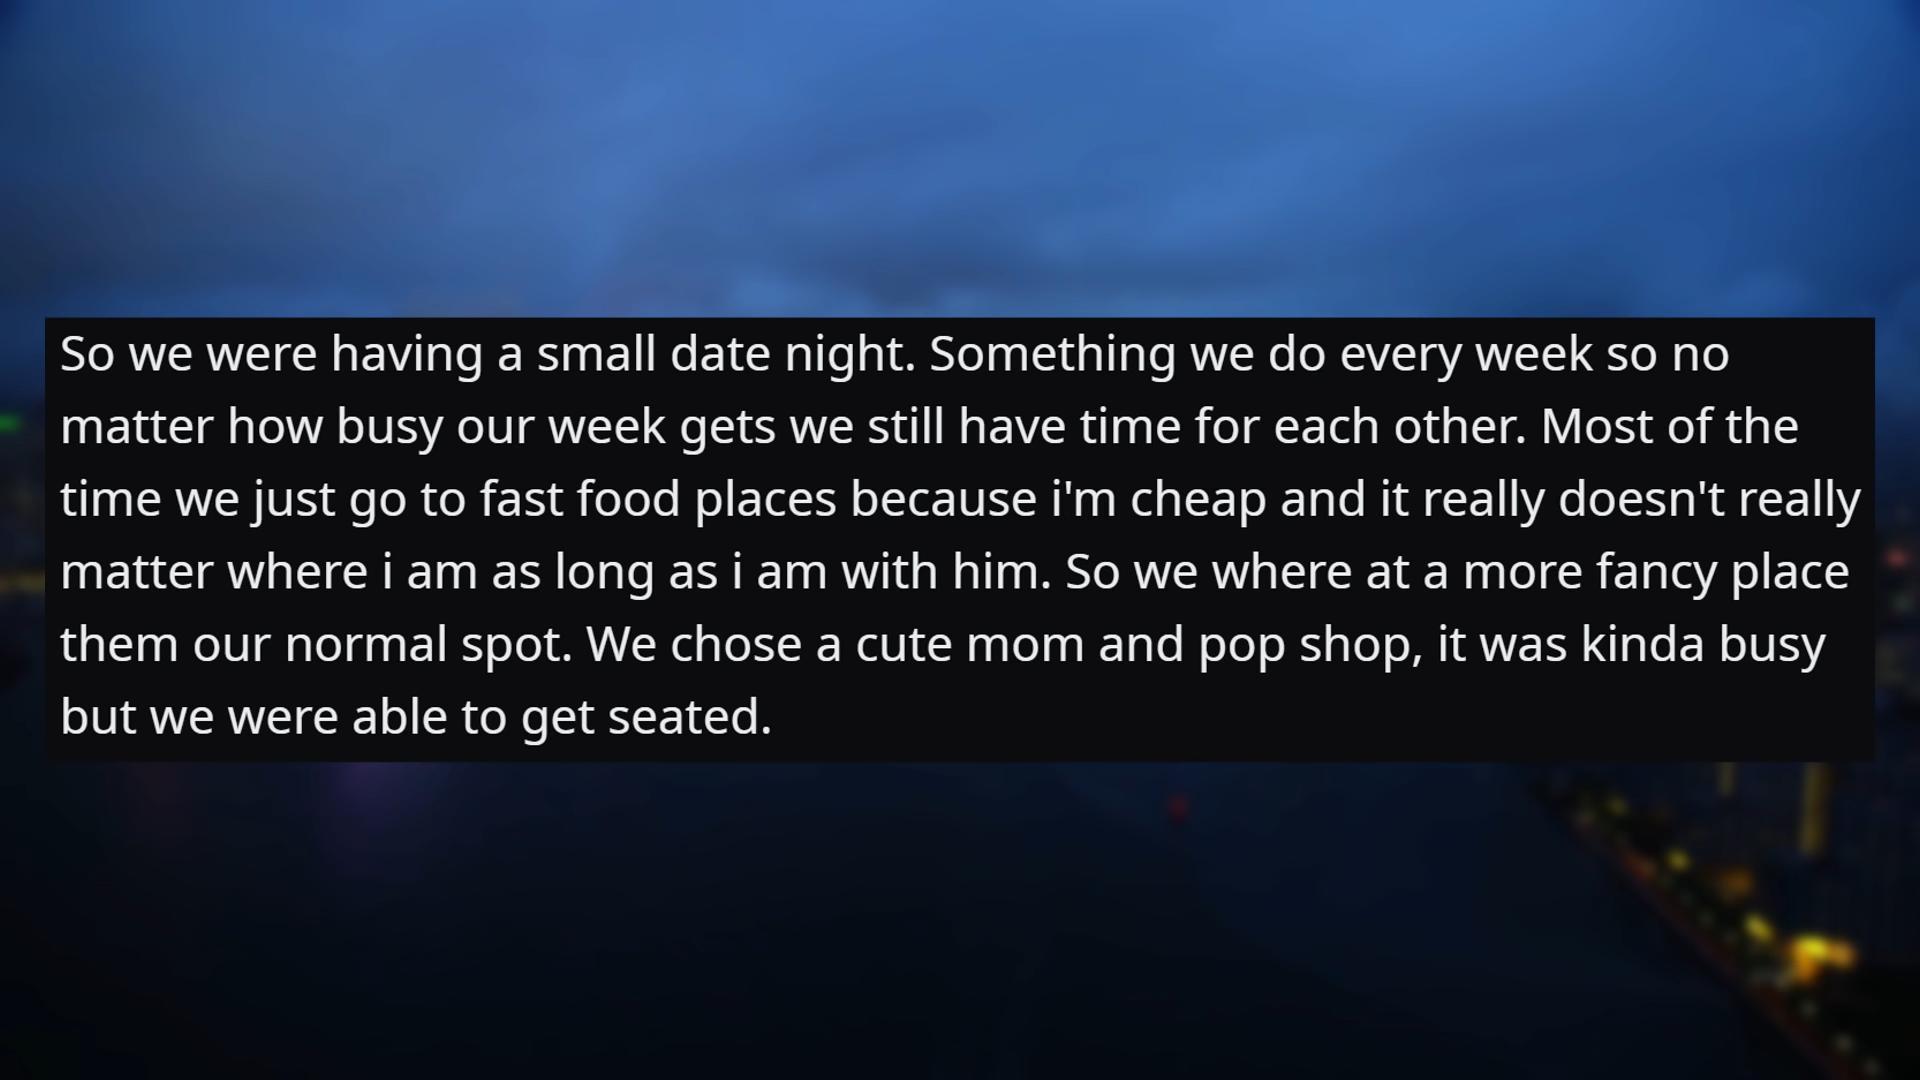 So we were having a small date night. Something we do every week so no
matter how busy our week gets we still have time for each other. Most of the
time we just go to fast food places because i'm cheap and it really doesn't really
matter where i am as long as i am with him. So we where at a more fancy place
them our normal spot. We chose a cute mom and pop shop, it was kinda busy
but we were able to get seated.